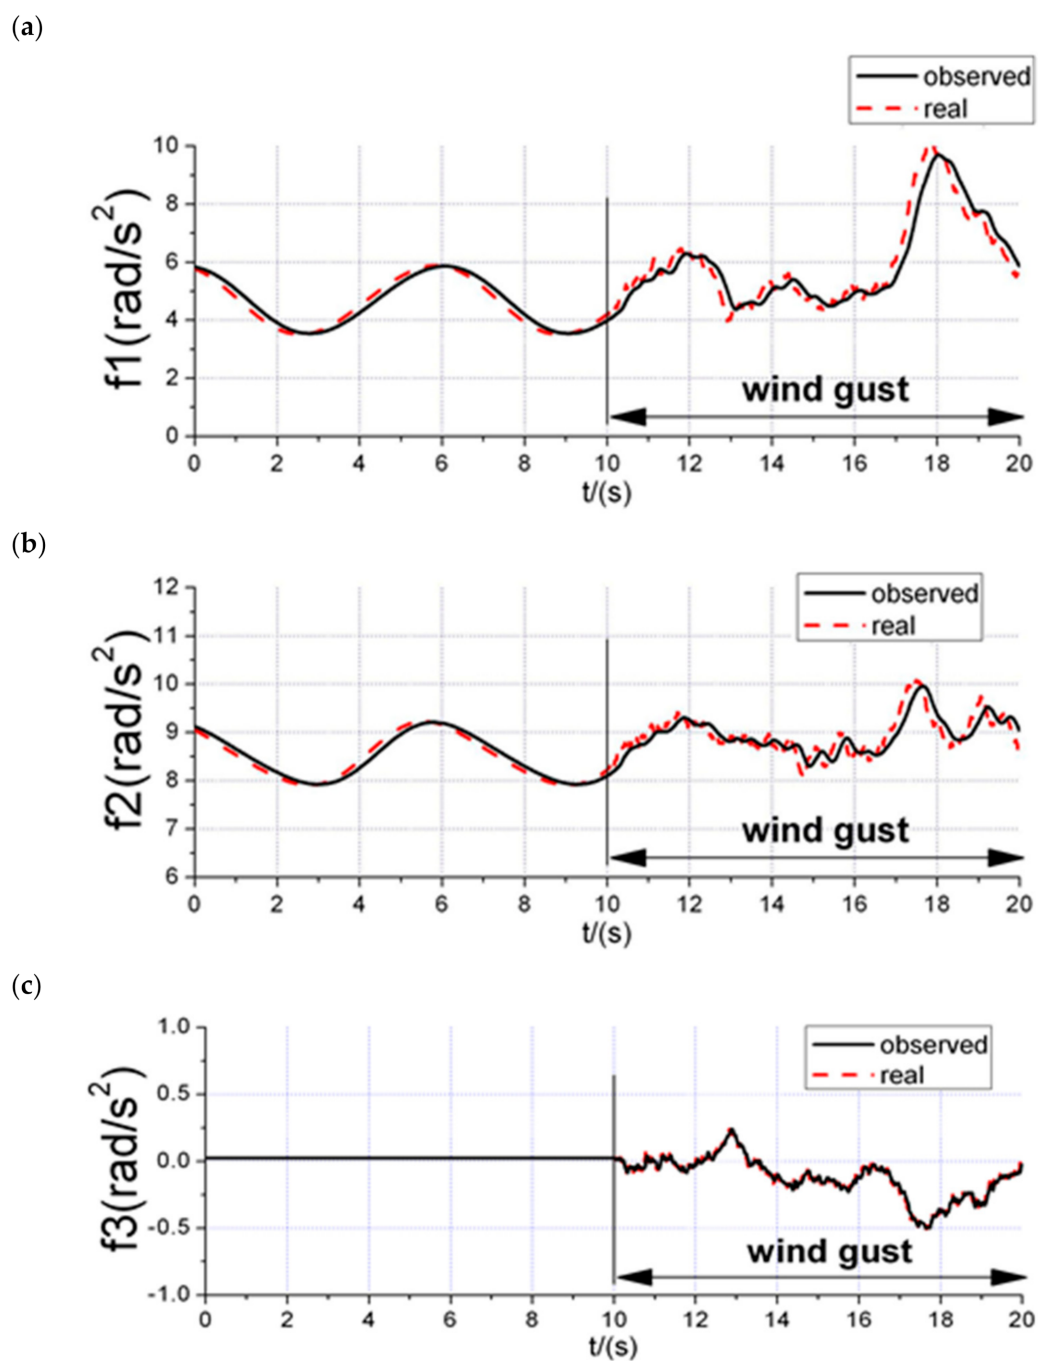 (a)
observed
real
10
8
6
4
2
0
f1(rad/s²)
wind gust
0 2 4 6 8 10 12 14 16 18 20
t/(s)
(b)
observed
real
12
11
10
9
8
7
6
f2(rad/s²)
wind gust
0 2 4 6 8 10 12 14 16 18 20
t/(s)
(c)
observed
real
1.0
0.5
0.0
-0.5
-1.0
f3(rad/s²)
wind gust
0 2 4 6 8 10 12 14 16 18 20
t/(s)